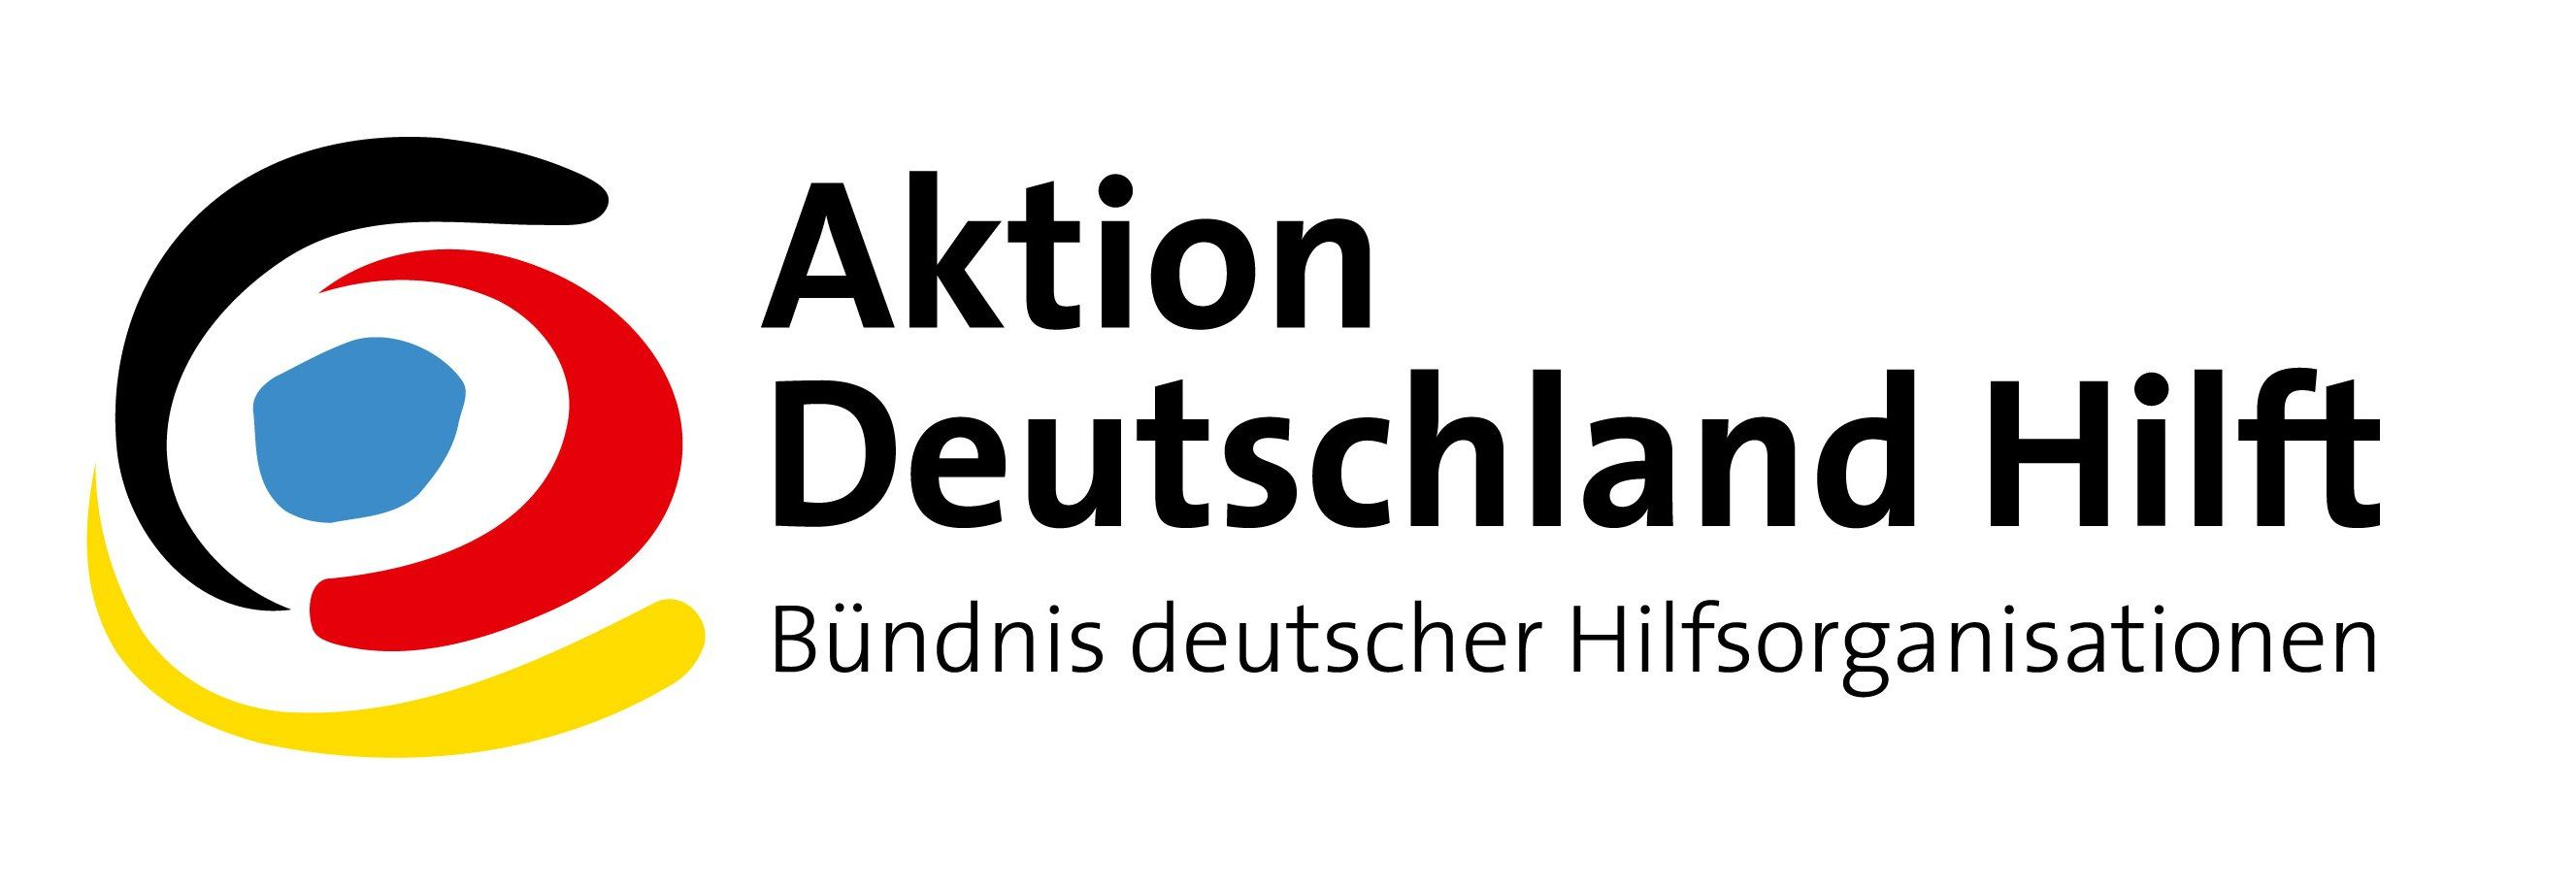 Aktion
Deutschland Hilft
Bündnis deutscher Hilfsorganisationen